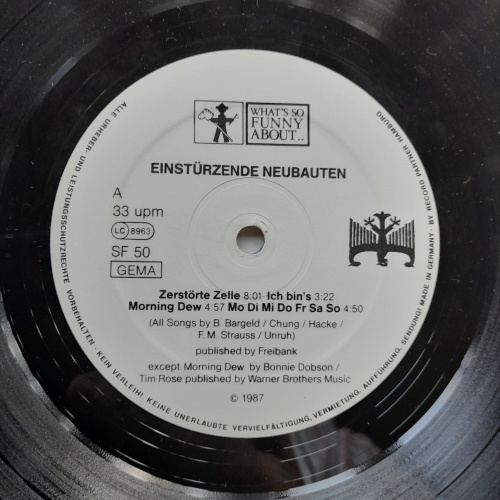 WHAT'S SO
FUNNY
ABOUT..
EINSTÜRZENDE NEUBAUTEN
A
33 upm
LC 8963
SF 50
GEMA
Zerstörte Zelle 8:01 Ich bin's 3:22
Morning Dew 4:57 Mo Di Mi Do Fr Sa So 4:50
(All Songs by B. Bargeld / Chung / Hacke /
F. M. Strauss / Unruh)
published by Freibank
except Morning Dew by Bonnie Dobson /
Tim Rose published by Warner Brothers Music
© 1987
ALLE URHEBER- UND LEISTUNGSSCHUTZRECHTE VORBEHALTEN · KEIN VERLEIH! KEINE UNERLAUBTE VERVIELFÄLTIGUNG, VERMIETUNG, AUFFÜHRUNG, SENDUNG! MADE IN GERMANY · BY RECORD PARTNER HAMBURG